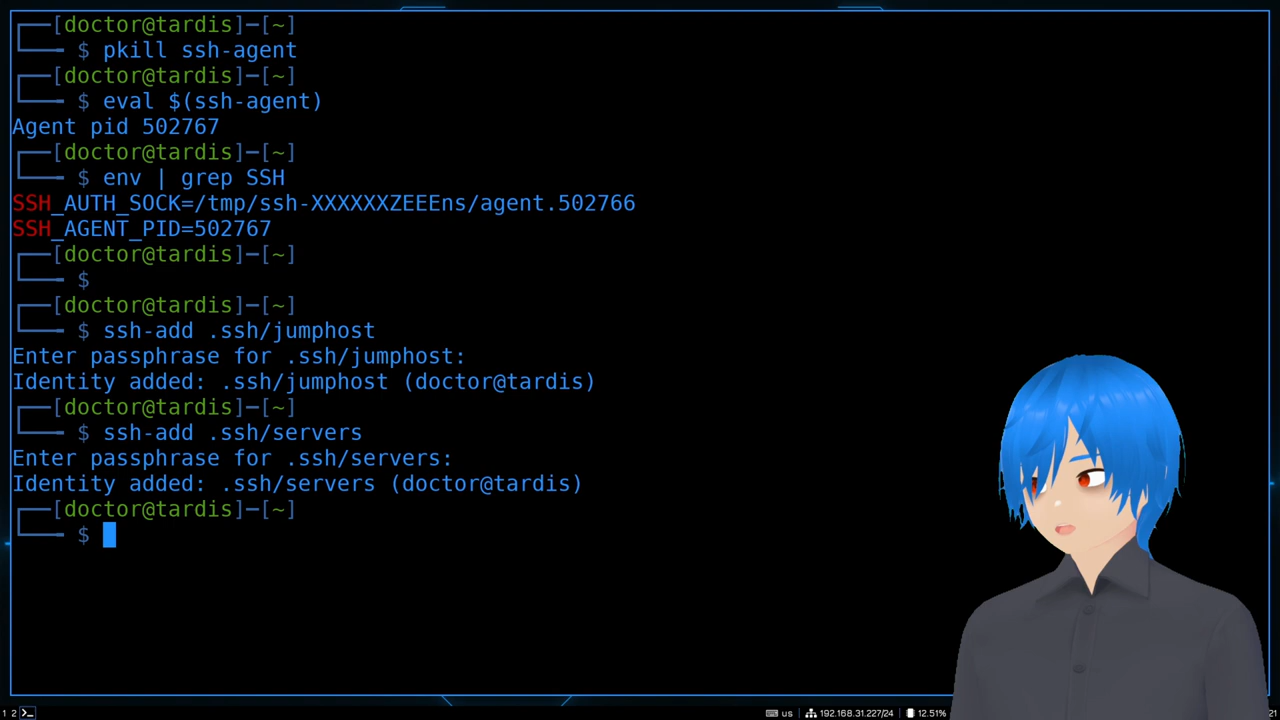 [doctor@tardis]-[~]
$ pkill ssh-agent
[doctor@tardis]-[~]
$ eval $(ssh-agent)
Agent pid 502767
[doctor@tardis]-[~]
$ env | grep SSH
SSH_AUTH_SOCK=/tmp/ssh-XXXXXXZEEEns/agent.502766
SSH_AGENT_PID=502767
[doctor@tardis]-[~]
$
[doctor@tardis]-[~]
$ ssh-add .ssh/jumphost
Enter passphrase for .ssh/jumphost:
Identity added: .ssh/jumphost (doctor@tardis)
[doctor@tardis]-[~]
$ ssh-add .ssh/servers
Enter passphrase for .ssh/servers:
Identity added: .ssh/servers (doctor@tardis)
[doctor@tardis]-[~]
$
1 2 us 192.168.31.227/24 12.51% 21